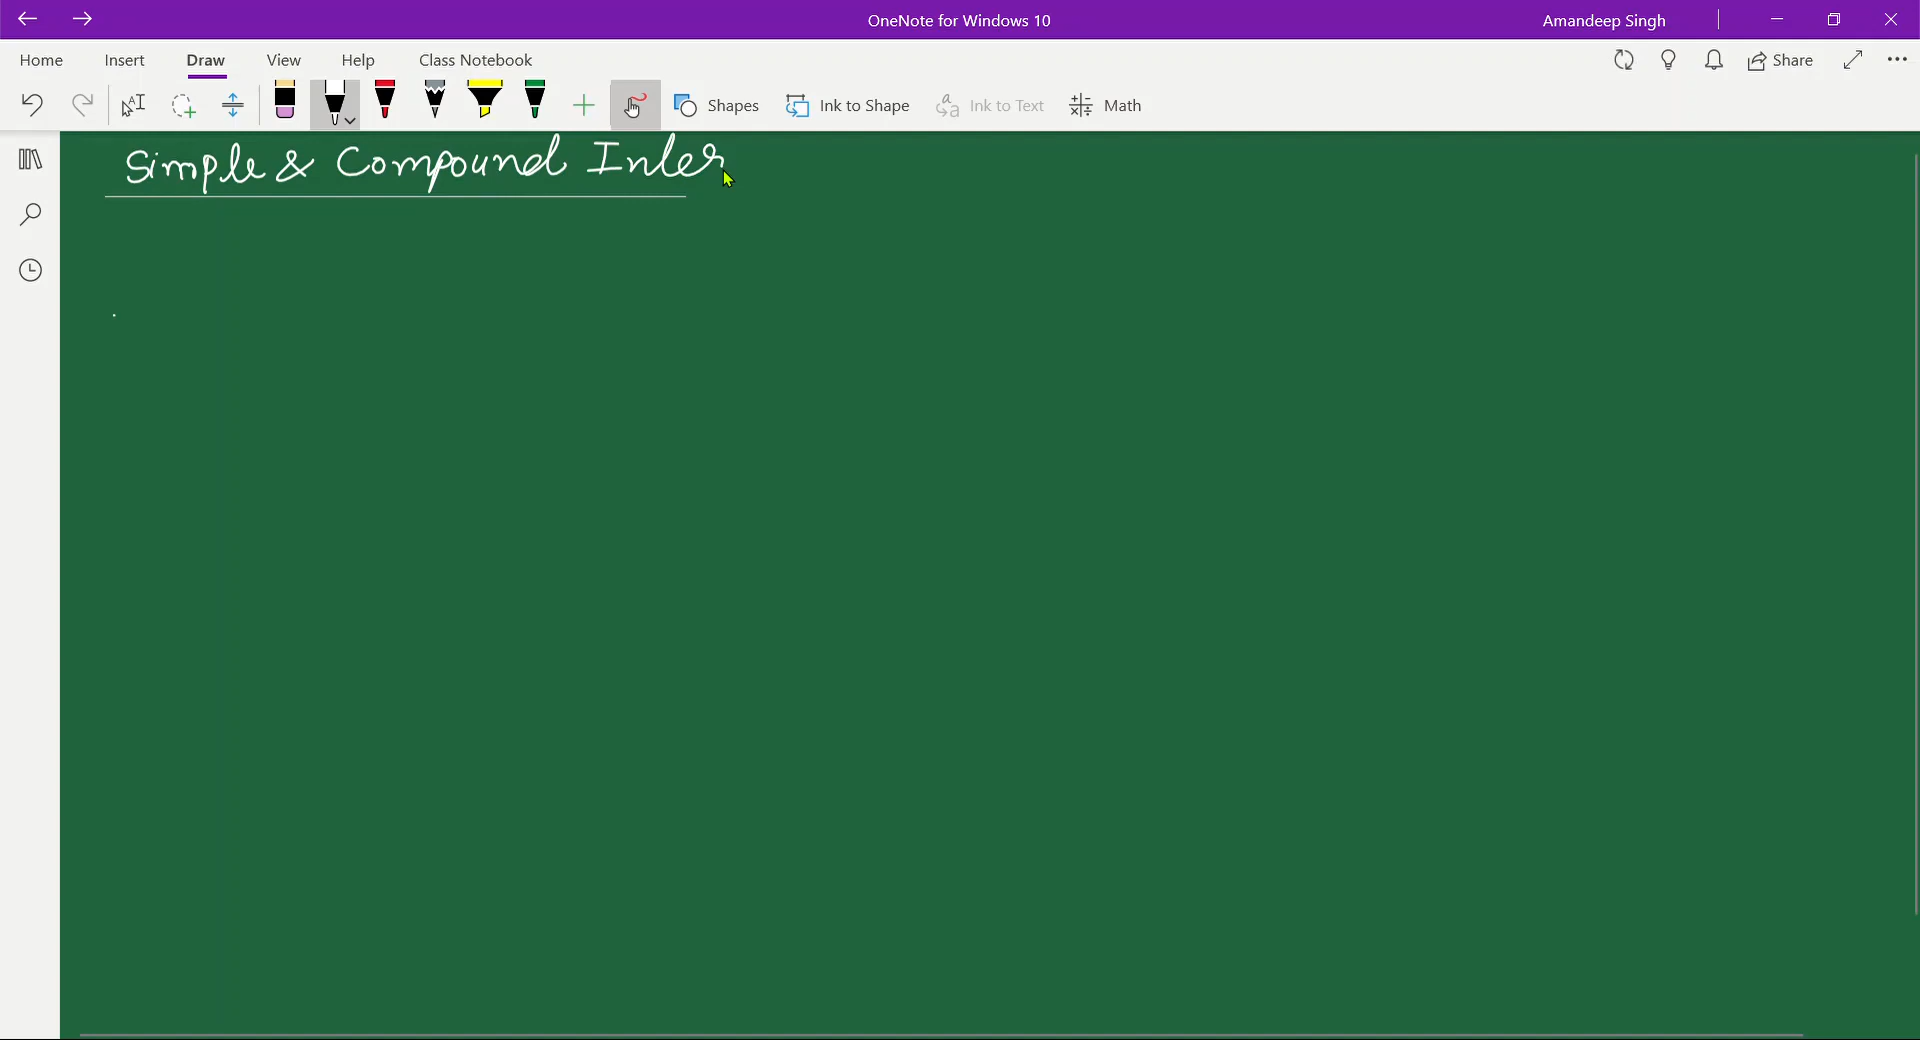 OneNote for Windows 10
Amandeep Singh
Home Insert Draw View Help Class Notebook
Share
Shapes Ink to Shape Ink to Text Math
Simple & Compound Inter